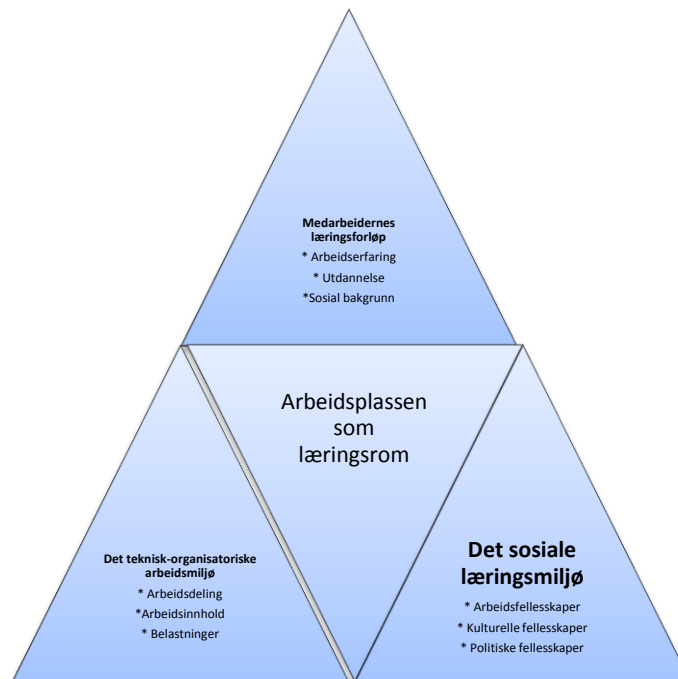 Medarbeidernes
læringsforløp
* Arbeidserfaring
* Utdannelse
*Sosial bakgrunn
Arbeidsplassen
som
læringsrom
Det teknisk-organisatoriske
arbeidsmiljø
* Arbeidsdeling
*Arbeidsinnhold
* Belastninger
Det sosiale
læringsmiljø
* Arbeidsfellesskaper
* Kulturelle fellesskaper
* Politiske fellesskaper